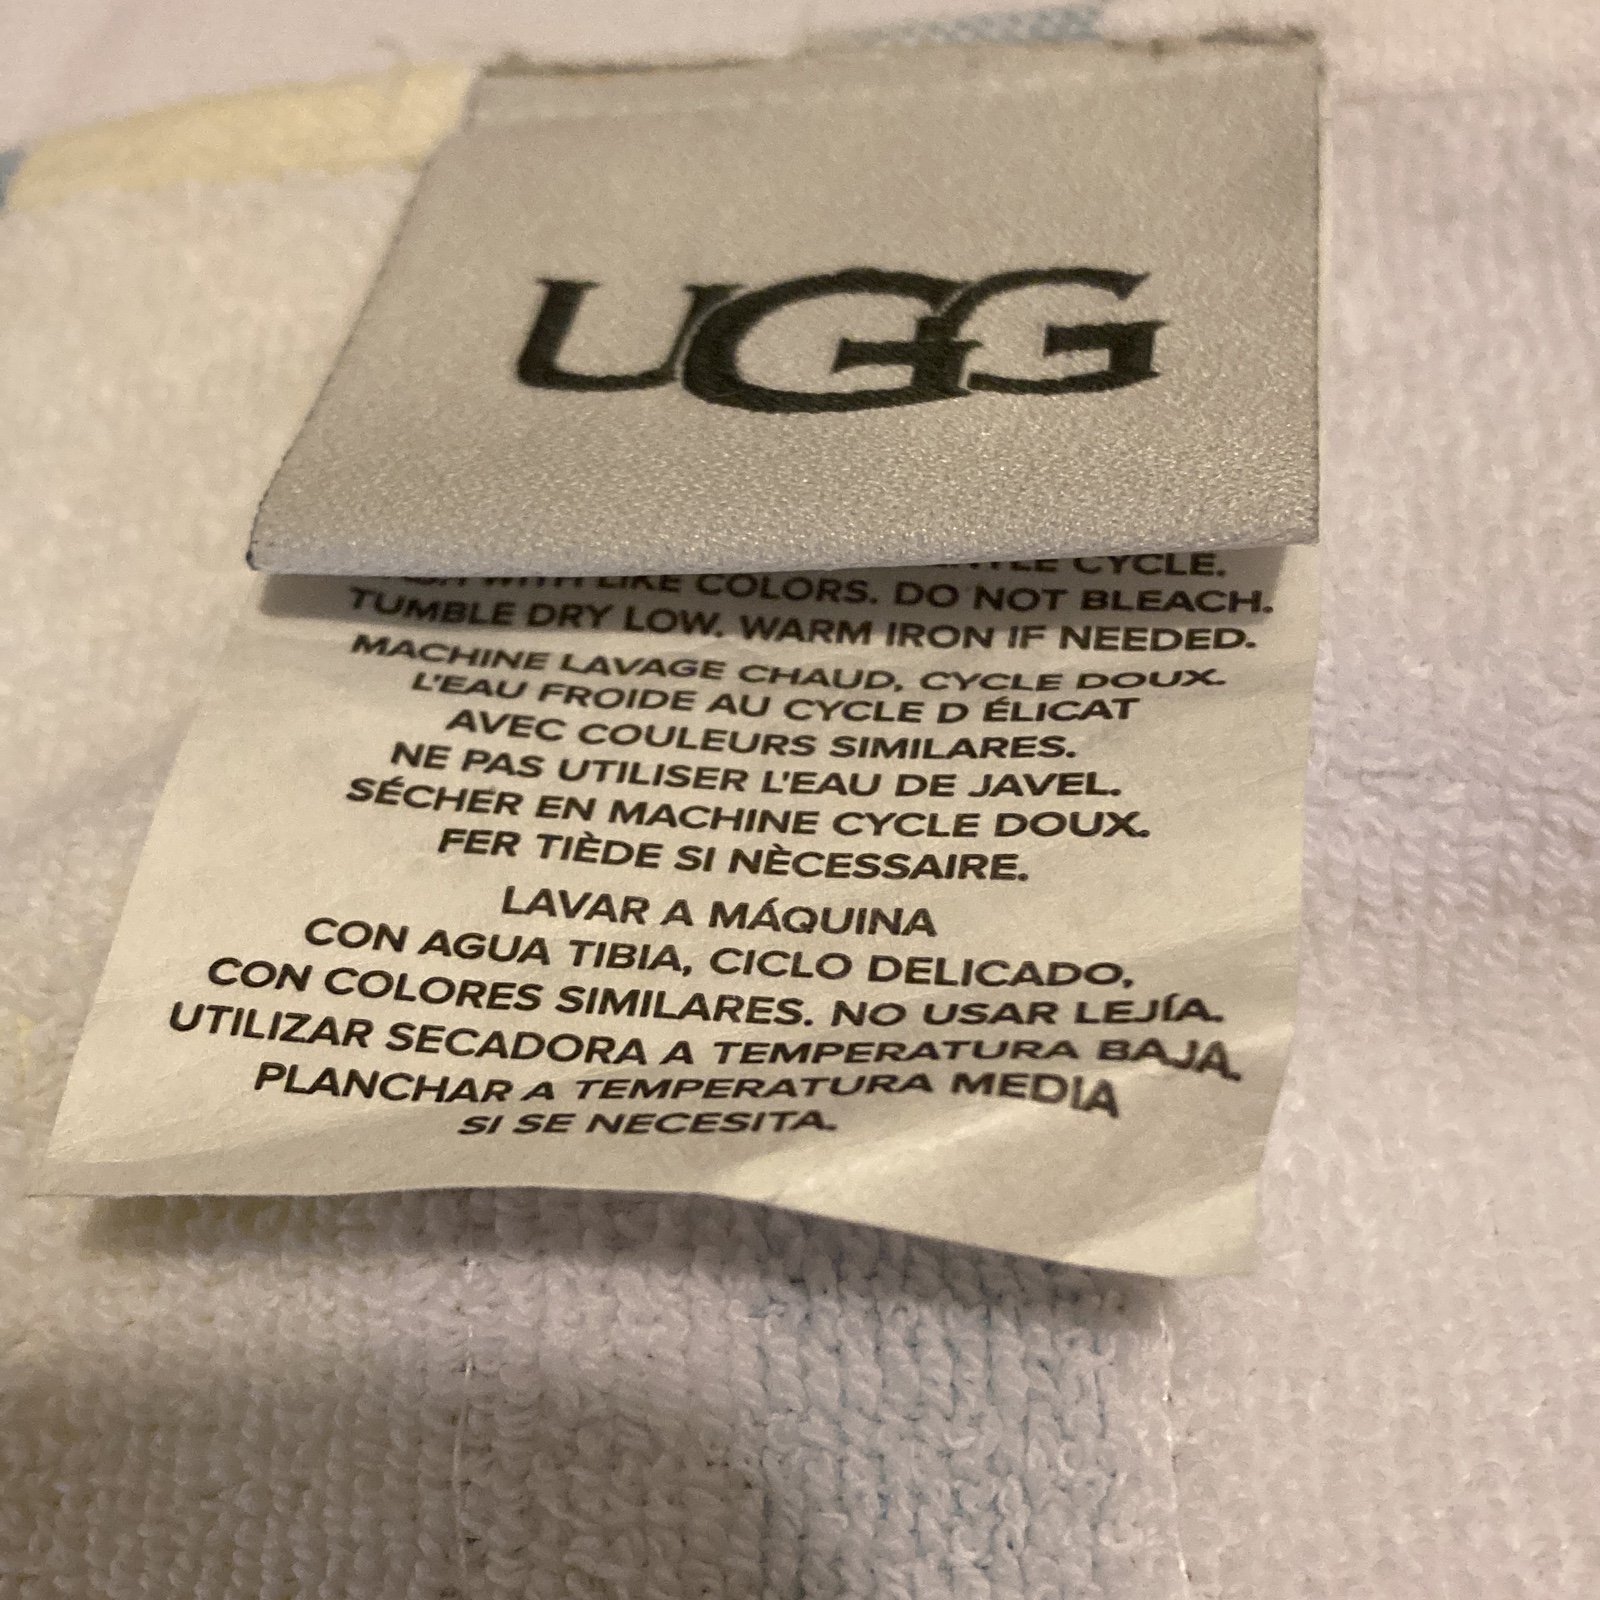 UGG
CYCLE.
WITH LIKE COLORS. DO NOT BLEACH.
TUMBLE DRY LOW. WARM IRON IF NEEDED.
MACHINE LAVAGE CHAUD, CYCLE DOUX.
L'EAU FROIDE AU CYCLE D ÉLICAT
AVEC COULEURS SIMILARES.
NE PAS UTILISER L'EAU DE JAVEL.
SÉCHER EN MACHINE CYCLE DOUX.
FER TIÈDE SI NÈCESSAIRE.
LAVAR A MÁQUINA
CON AGUA TIBIA, CICLO DELICADO,
CON COLORES SIMILARES. NO USAR LEJÍA.
UTILIZAR SECADORA A TEMPERATURA BAJA.
PLANCHAR A TEMPERATURA MEDIA
SI SE NECESITA.